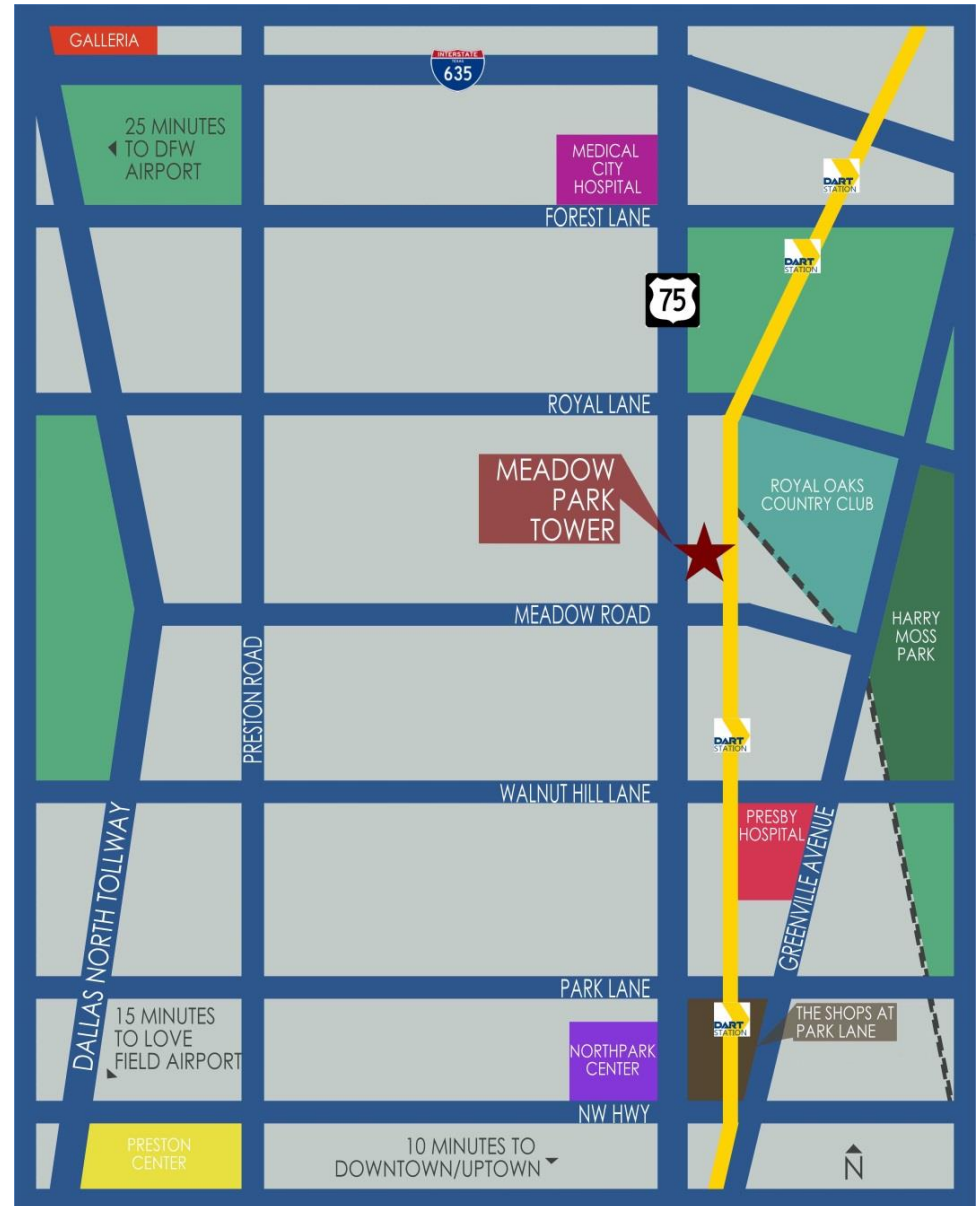 GALLERIA
INTERSTATE
TEXAS
635
25 MINUTES
TO DFW
AIRPORT
MEDICAL
CITY
HOSPITAL
DART
STATION
FOREST LANE
DART
STATION
75
ROYAL LANE
MEADOW
PARK
TOWER
ROYAL OAKS
COUNTRY CLUB
MEADOW ROAD
HARRY
MOSS
PARK
PRESTON ROAD
DART
STATION
WALNUT HILL LANE
DALLAS NORTH TOLLWAY
PRESBY
HOSPITAL
GREENVILLE AVENUE
PARK LANE
15 MINUTES
TO LOVE
FIELD AIRPORT
DART
STATION
THE SHOPS AT
PARK LANE
NORTHPARK
CENTER
NW HWY
PRESTON
CENTER
10 MINUTES TO
DOWNTOWN/UPTOWN
N